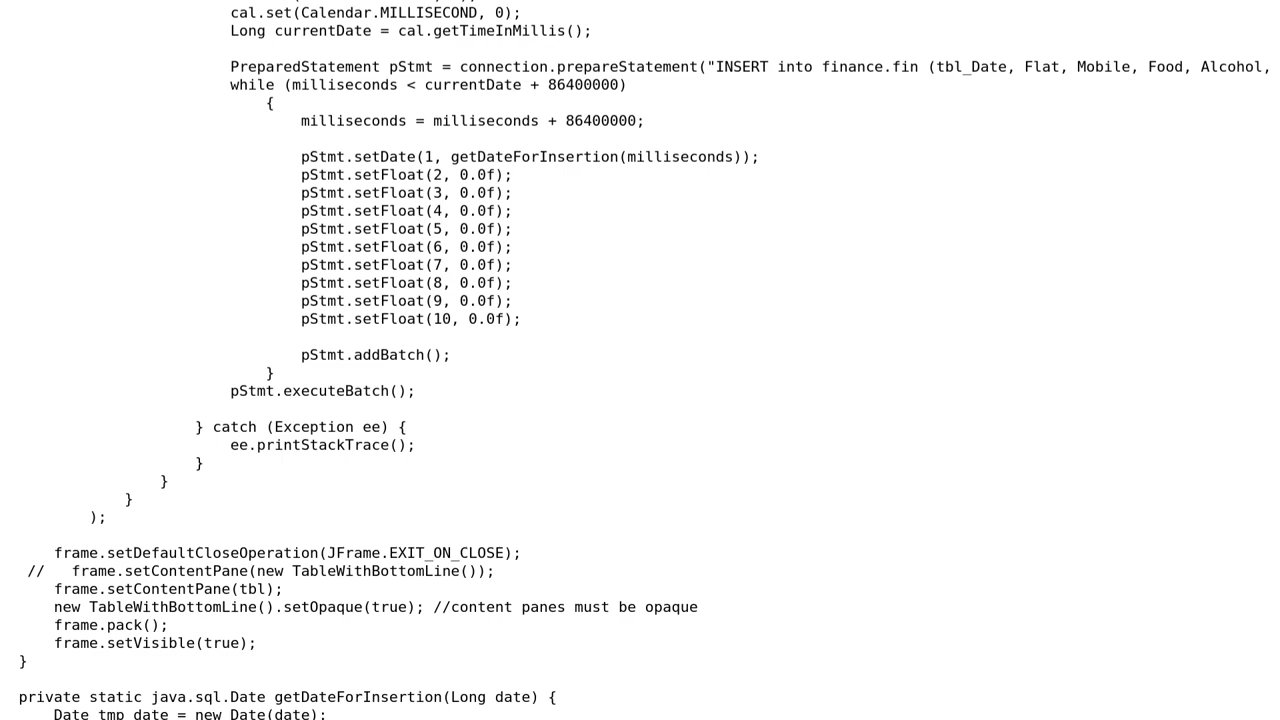 cal.set(Calendar.MILLISECOND, 0);
Long currentDate = cal.getTimeInMillis();
PreparedStatement pStmt = connection.prepareStatement("INSERT into finance.fin (tbl_Date, Flat, Mobile, Food, Alcohol,
while (milliseconds < currentDate + 86400000)
{
milliseconds = milliseconds + 86400000;
pStmt.setDate(1, getDateForInsertion(milliseconds));
pStmt.setFloat(2, 0.0f);
pStmt.setFloat(3, 0.0f);
pStmt.setFloat(4, 0.0f);
pStmt.setFloat(5, 0.0f);
pStmt.setFloat(6, 0.0f);
pStmt.setFloat(7, 0.0f);
pStmt.setFloat(8, 0.0f);
pStmt.setFloat(9, 0.0f);
pStmt.setFloat(10, 0.0f);
pStmt.addBatch();
}
pStmt.executeBatch();
} catch (Exception ee) {
ee.printStackTrace();
}
}
}
);
frame.setDefaultCloseOperation(JFrame.EXIT_ON_CLOSE);
//   frame.setContentPane(new TableWithBottomLine());
frame.setContentPane(tbl);
new TableWithBottomLine().setOpaque(true); //content panes must be opaque
frame.pack();
frame.setVisible(true);
}
private static java.sql.Date getDateForInsertion(Long date) {
Date tmp_date = new Date(date);